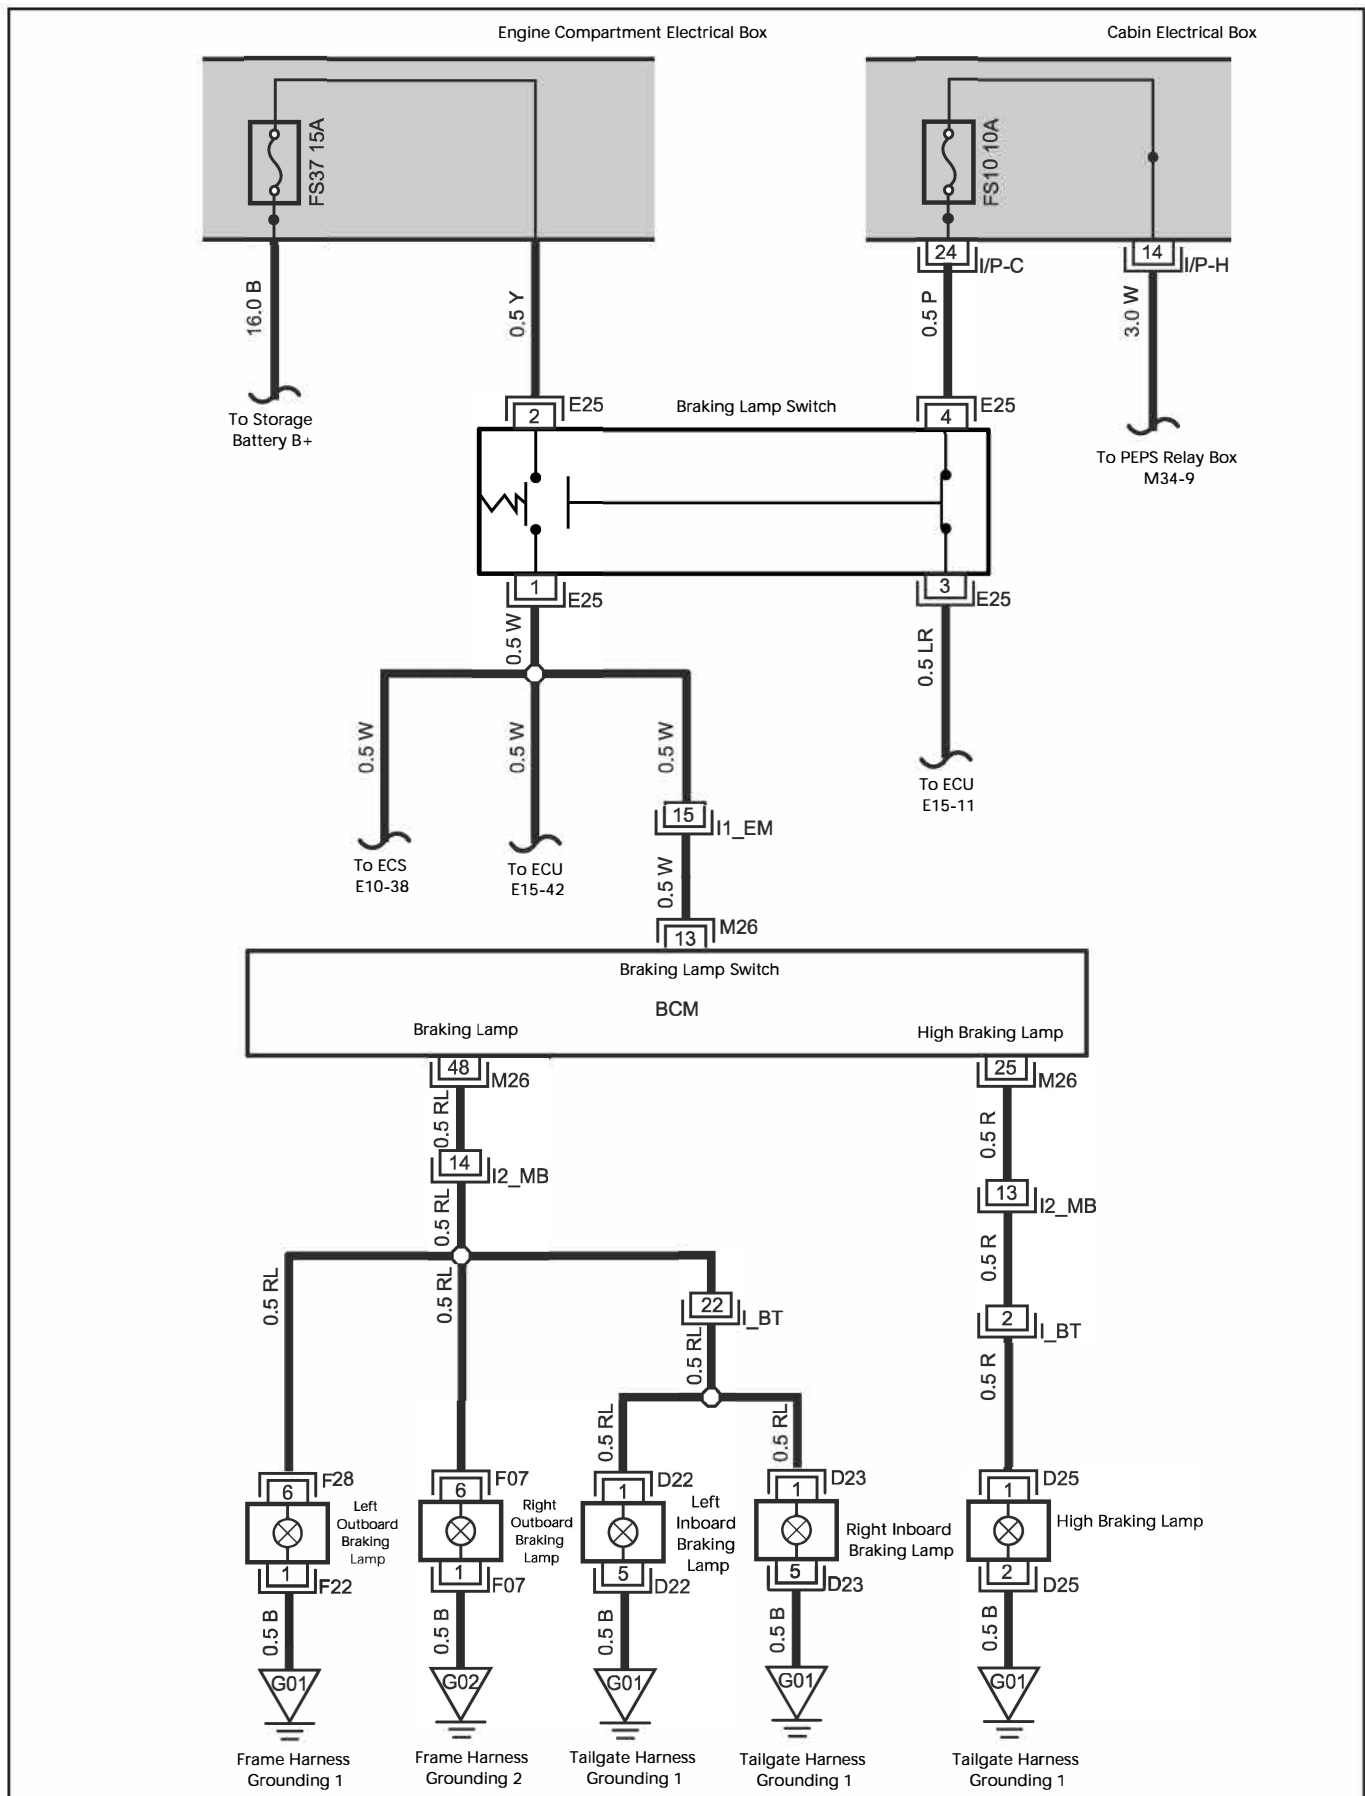 Engine Compartment Electrical Box
Cabin Electrical Box
FS37 15A
FS10 10A
24
I/P-C
14
I/P-H
16.0 B
0.5 Y
0.5 P
3.0 W
To Storage
Battery B+
2
E25
Braking Lamp Switch
4
E25
To PEPS Relay Box
M34-9
1
E25
3
E25
0.5 W
0.5 LR
0.5 W
0.5 W
0.5 W
To ECU
E15-11
15
I1_EM
To ECS
E10-38
To ECU
E15-42
0.5 W
M26
13
Braking Lamp Switch
BCM
Braking Lamp
High Braking Lamp
48
M26
25
M26
0.5 RL
0.5 R
14
I2_MB
13
I2_MB
0.5 RL
0.5 R
0.5 RL
0.5 RL
22
I_BT
2
I_BT
0.5 RL
0.5 R
0.5 RL
0.5 RL
6
F28
6
F07
1
D22
1
D23
1
D25
Left
Outboard
Braking
Lamp
Right
Outboard
Braking
Lamp
Left
Inboard
Braking
Lamp
Right Inboard
Braking Lamp
High Braking Lamp
1
F22
1
F07
5
D22
5
D23
2
D25
0.5 B
0.5 B
0.5 B
0.5 B
0.5 B
G01
G02
G01
G01
G01
Frame Harness
Grounding 1
Frame Harness
Grounding 2
Tailgate Harness
Grounding 1
Tailgate Harness
Grounding 1
Tailgate Harness
Grounding 1